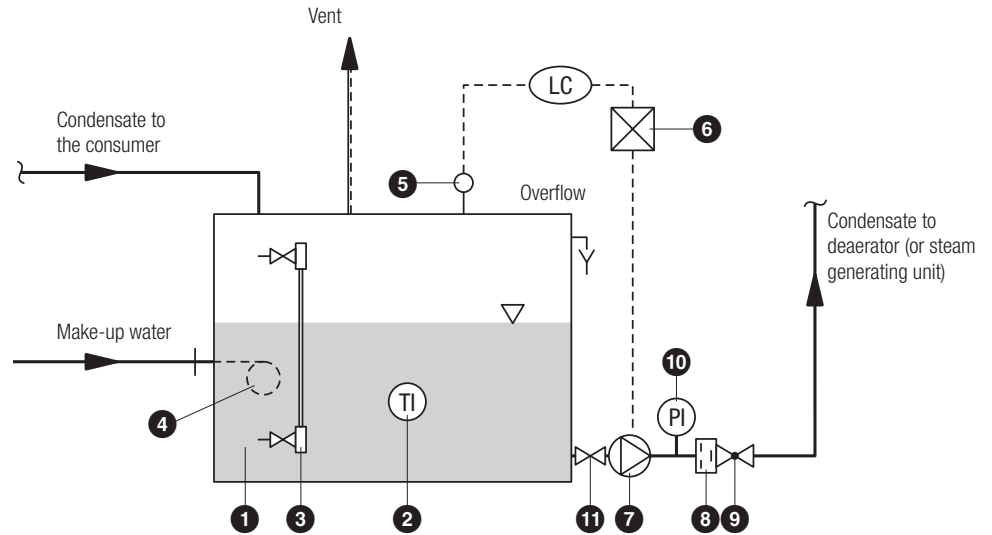 Vent
LC
Condensate to
the consumer
6
5
Overflow
Condensate to
deaerator (or steam
generating unit)
Make-up water
10
4
TI
PI
1
3
2
11
7
8
9